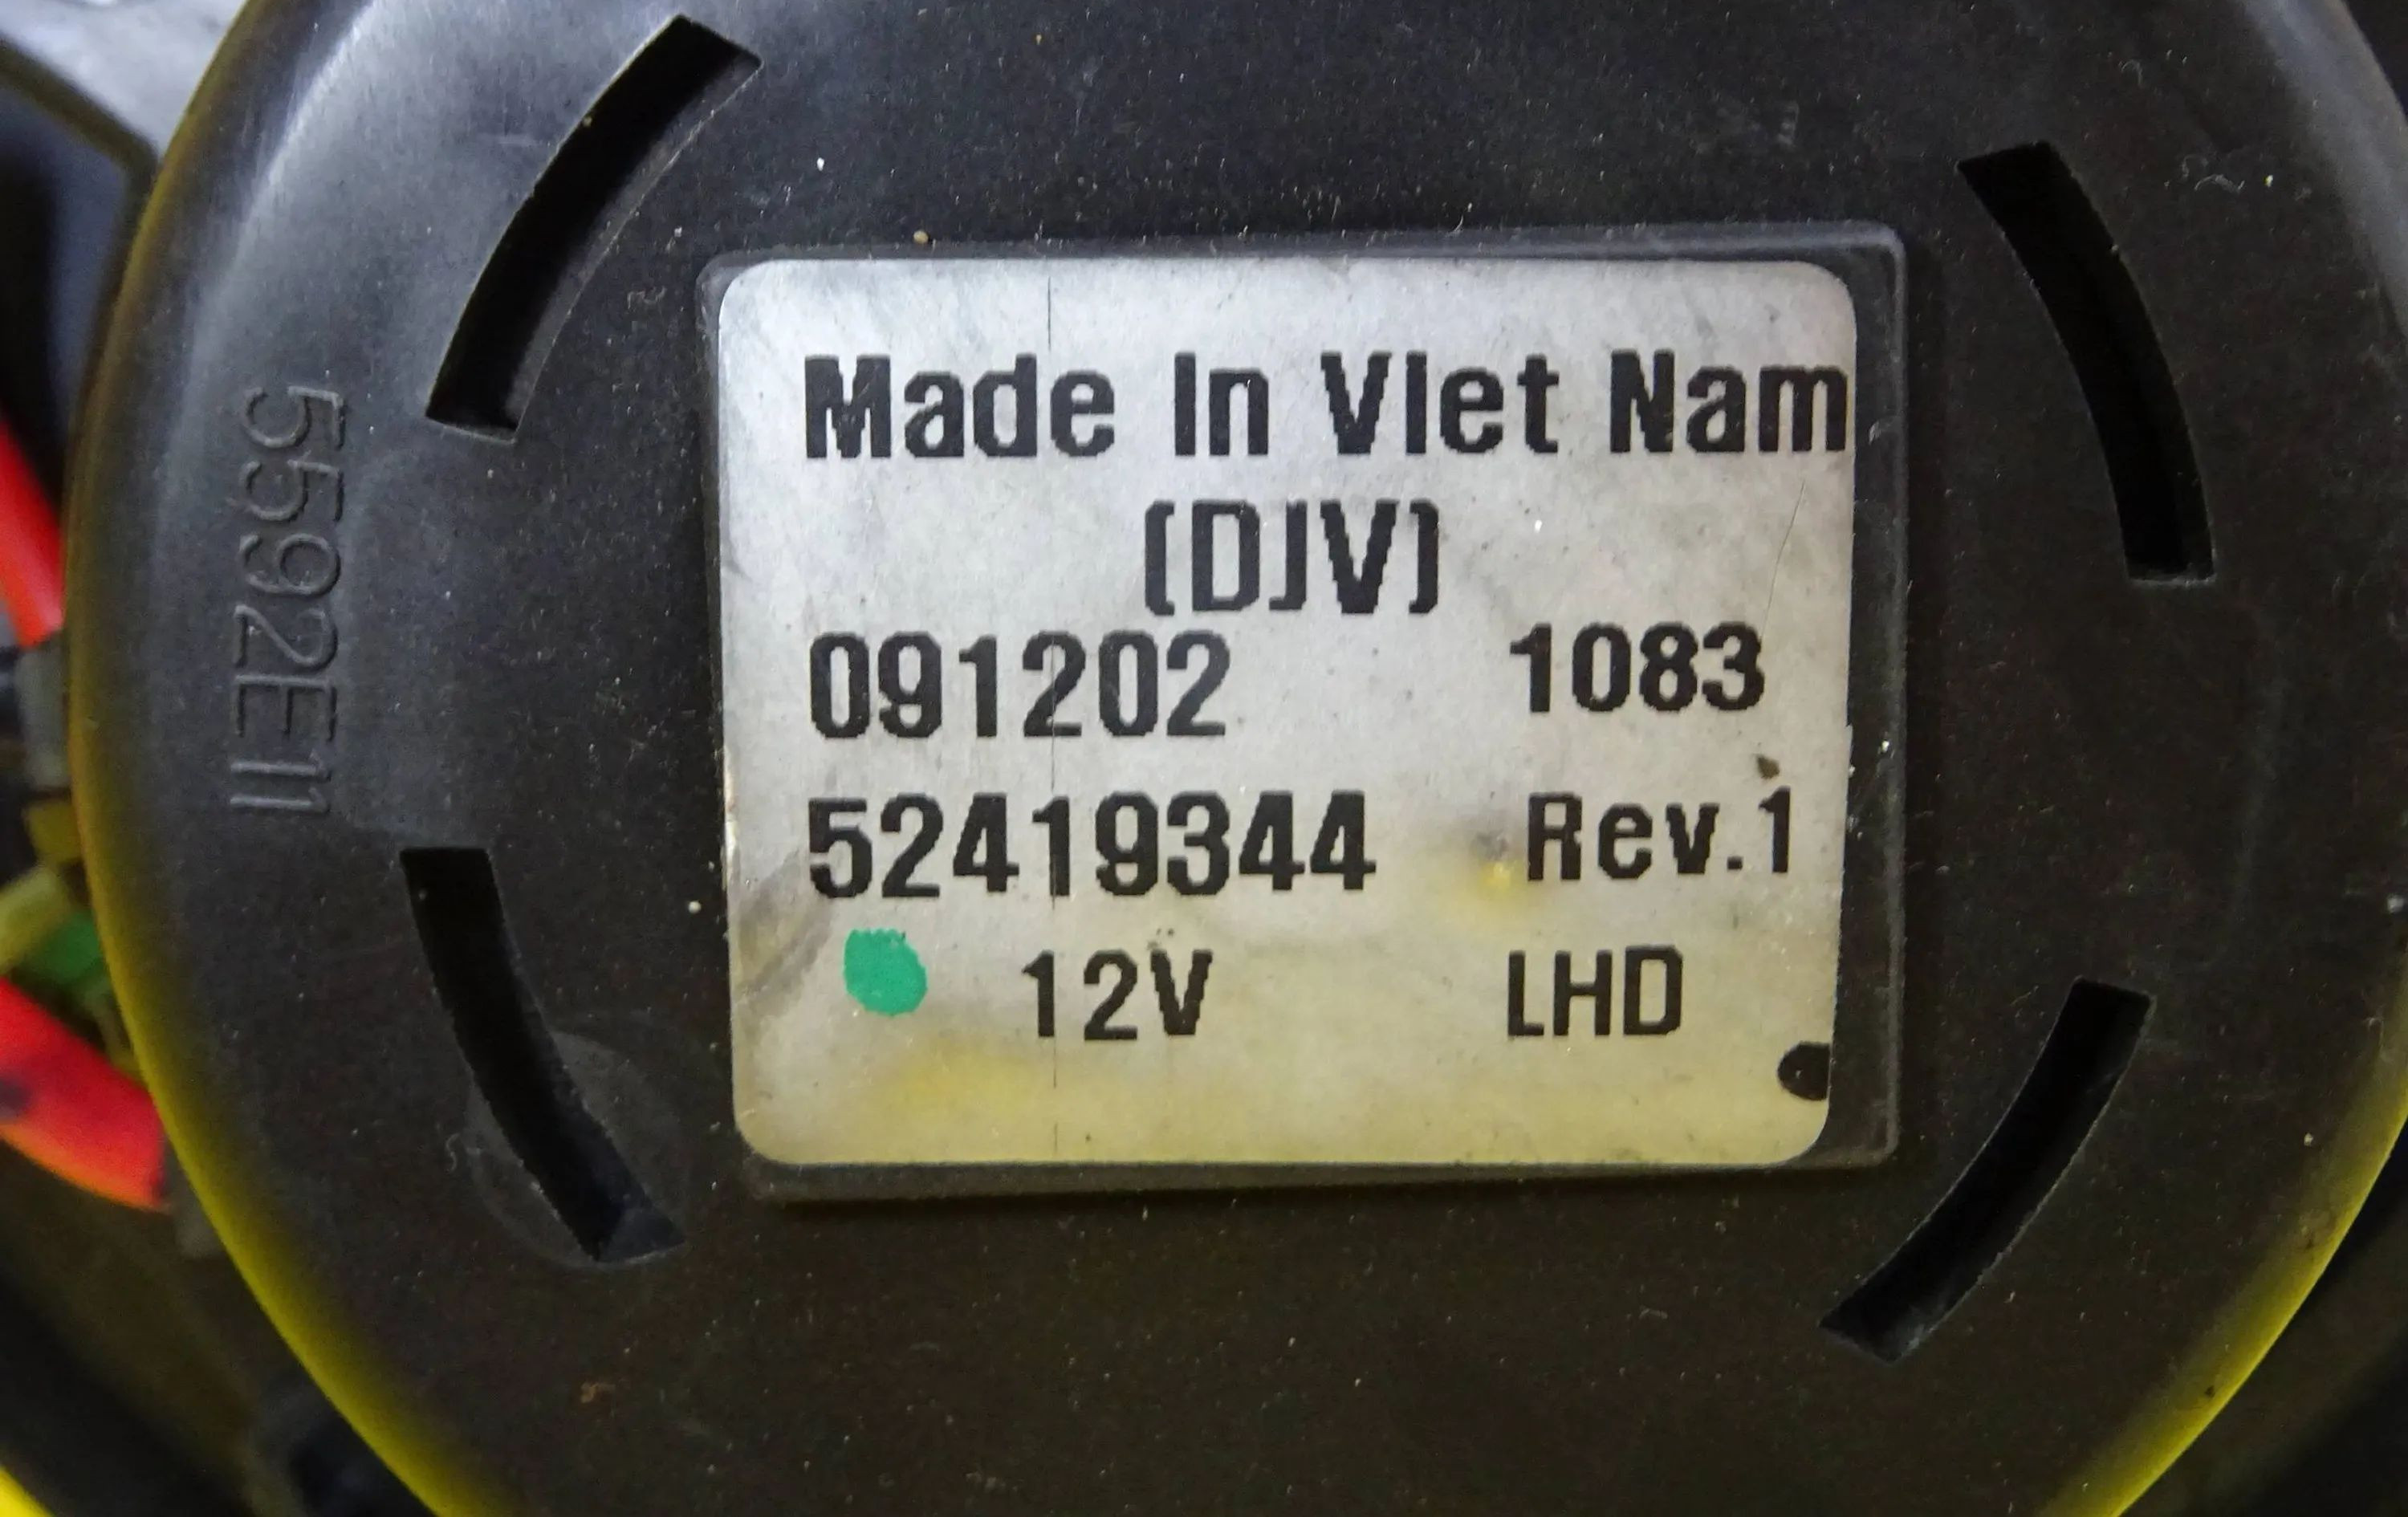 Made In VIet Nam
(DJV)
091202 1083
52419344 Rev.1
12V LHD
5592E11